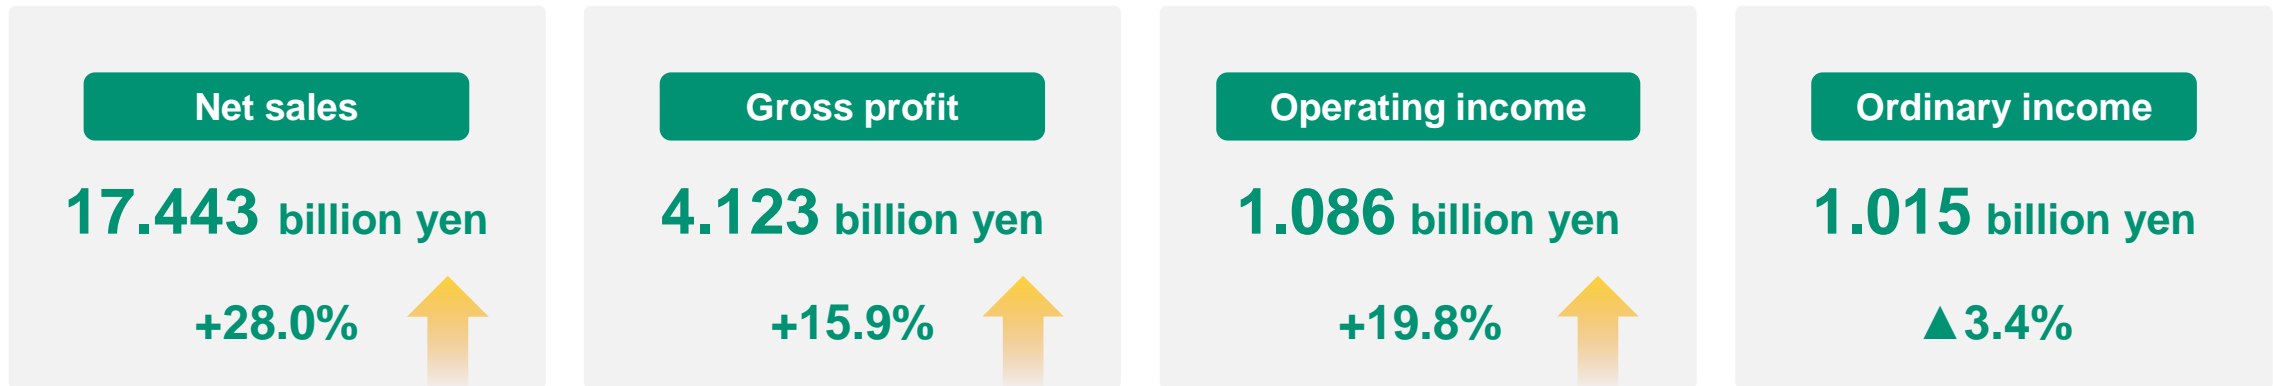 Net sales
17.443 billion yen
+28.0%
Gross profit
4.123 billion yen
+15.9%
Operating income
1.086 billion yen
+19.8%
Ordinary income
1.015 billion yen
▲3.4%